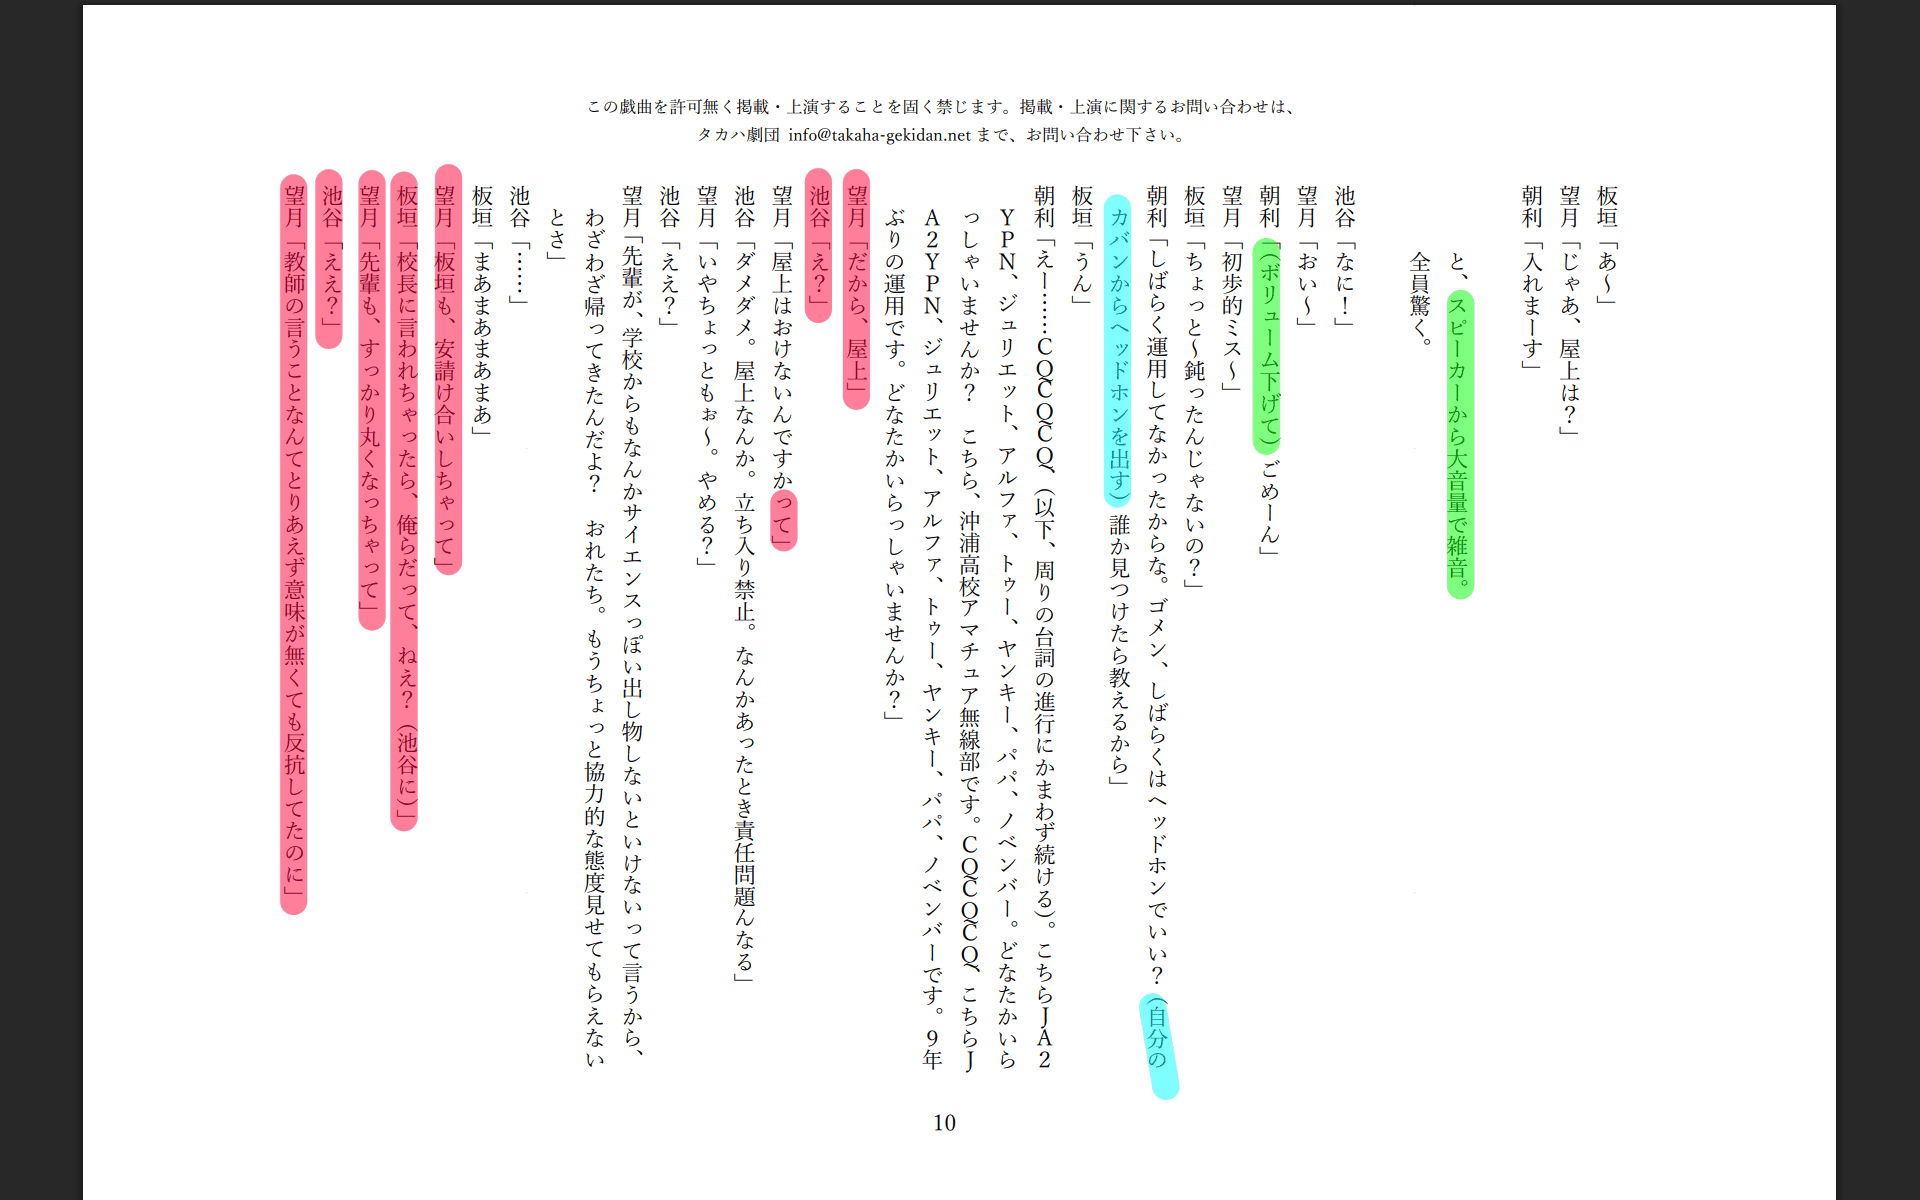 この戯曲を許可無く掲載・上演することを固く禁じます。掲載・上演に関するお問い合わせは、
タカハ劇団 info@takaha-gekidan.net まで、お問い合わせ下さい。
板垣「あ～」
望月「じゃあ、屋上は？」
朝利「入れまーす」
と、スピーカーから大音量で雑音。
全員驚く。
池谷「なに！」
望月「おい～」
朝利「（ボリューム下げて）ごめーん」
望月「初歩的ミス～」
板垣「ちょっと～鈍ったんじゃないの？」
朝利「しばらく運用してなかったからな。ゴメン、しばらくはヘッドホンでいい？（自分の
カバンからヘッドホンを出す）誰か見つけたら教えるから」
板垣「うん」
朝利「えー……ＣＱＣＱＣＱ、（以下、周りの台詞の進行にかまわず続ける）。こちらＪＡ２
ＹＰＮ、ジュリエット、アルファ、トゥー、ヤンキー、パパ、ノベンバー。どなたかいら
っしゃいませんか？　こちら、沖浦高校アマチュア無線部です。ＣＱＣＱＣＱ、こちらＪ
Ａ２ＹＰＮ、ジュリエット、アルファ、トゥー、ヤンキー、パパ、ノベンバーです。９年
ぶりの運用です。どなたかいらっしゃいませんか？」
望月「だから、屋上」
池谷「え？」
望月「屋上はおけないんですかって」
池谷「ダメダメ。屋上なんか。立ち入り禁止。なんかあったとき責任問題んなる」
望月「いやちょっともぉ～。やめる？」
池谷「ええ？」
望月「先輩が、学校からもなんかサイエンスっぽい出し物しないといけないって言うから、
わざわざ帰ってきたんだよ？　おれたち。もうちょっと協力的な態度見せてもらえない
とさ」
池谷「……」
板垣「まあまあまあまあ」
望月「板垣も、安請け合いしちゃって」
板垣「校長に言われちゃったら、俺らだって、ねえ？（池谷に）」
望月「先輩も、すっかり丸くなっちゃって」
池谷「ええ？」
望月「教師の言うことなんてとりあえず意味が無くても反抗してたのに」
10